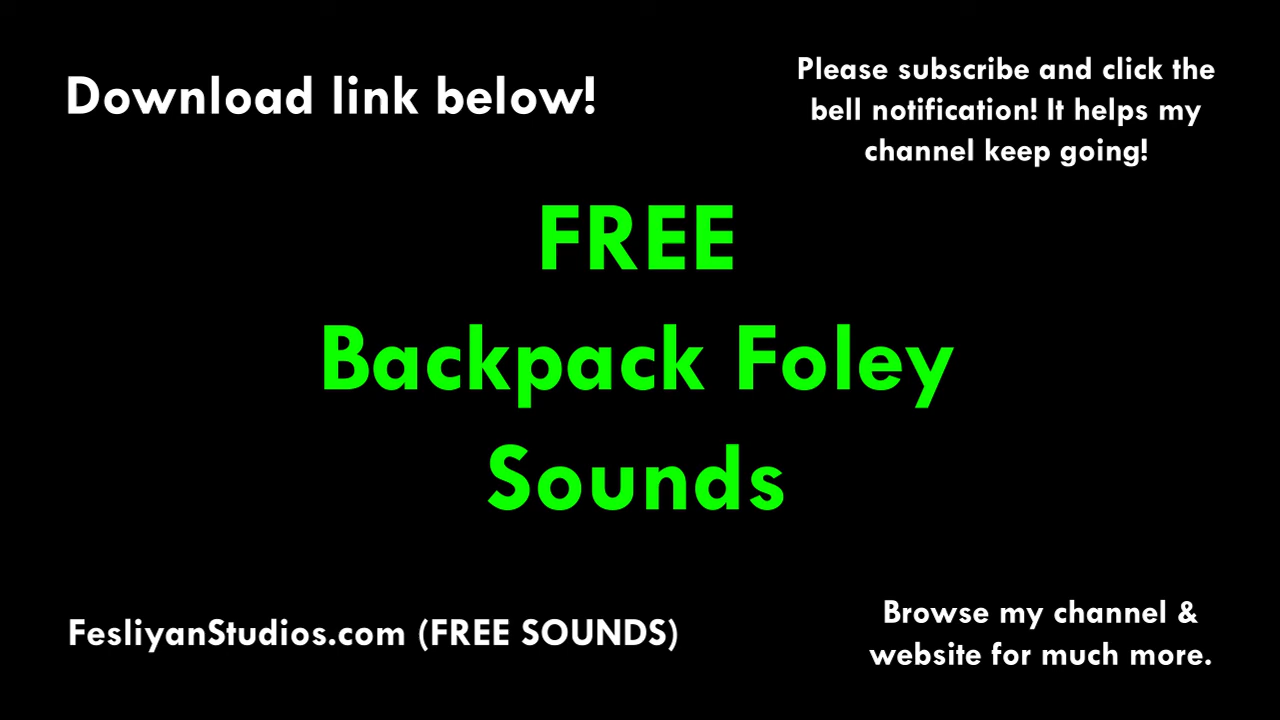 Download link below!
Please subscribe and click the
bell notification! It helps my
channel keep going!
FREE
Backpack Foley
Sounds
FesliyanStudios.com (FREE SOUNDS)
Browse my channel &
website for much more.